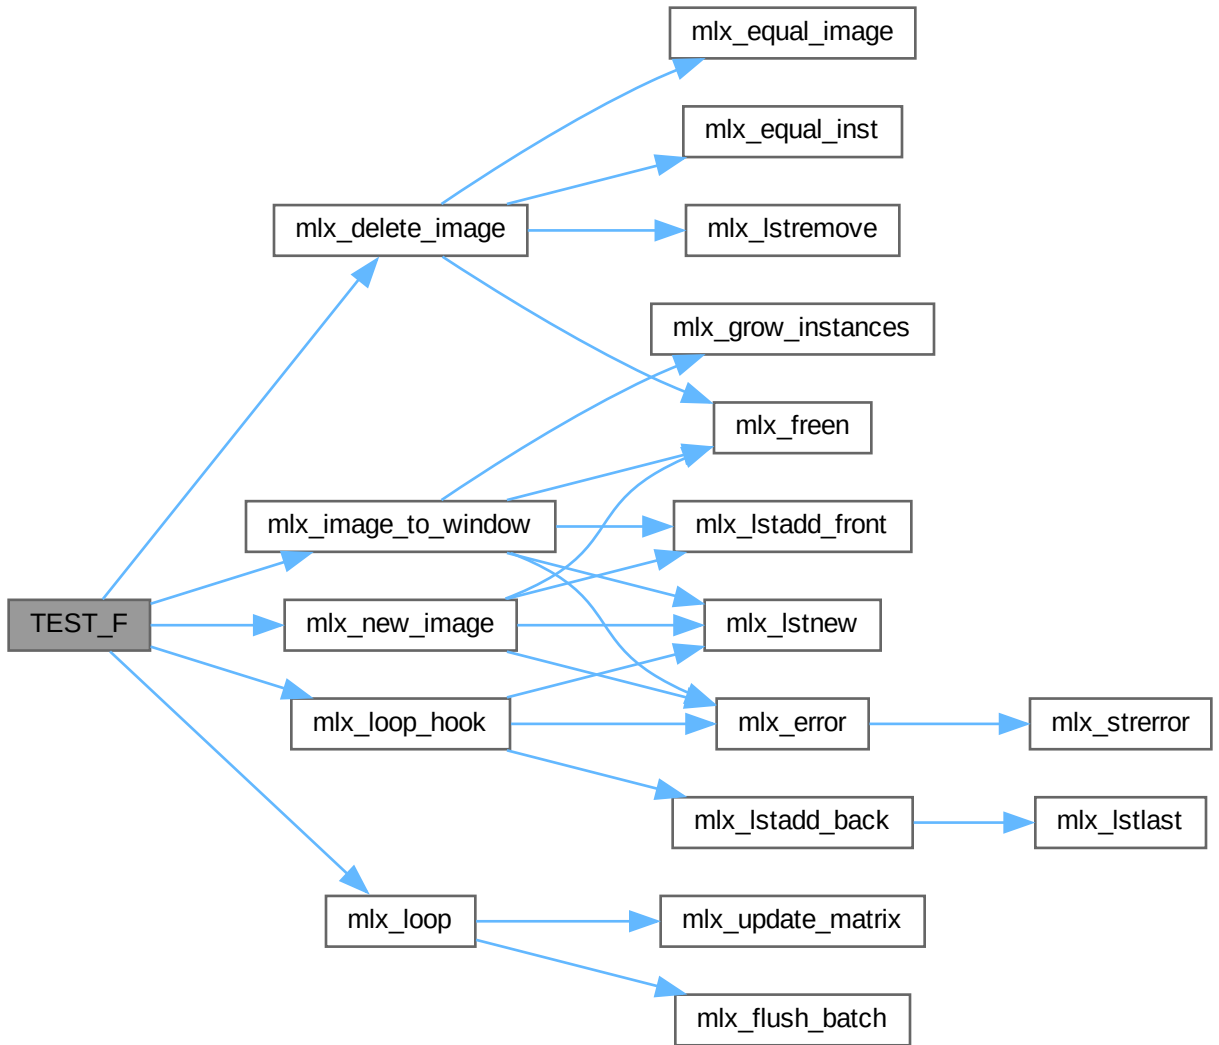 mlx_equal_image
mlx_equal_inst
mlx_delete_image
mlx_lstremove
mlx_grow_instances
mlx_freen
mlx_image_to_window
mlx_lstadd_front
TEST_F
mlx_new_image
mlx_lstnew
mlx_loop_hook
mlx_error
mlx_strerror
mlx_lstadd_back
mlx_lstlast
mlx_loop
mlx_update_matrix
mlx_flush_batch